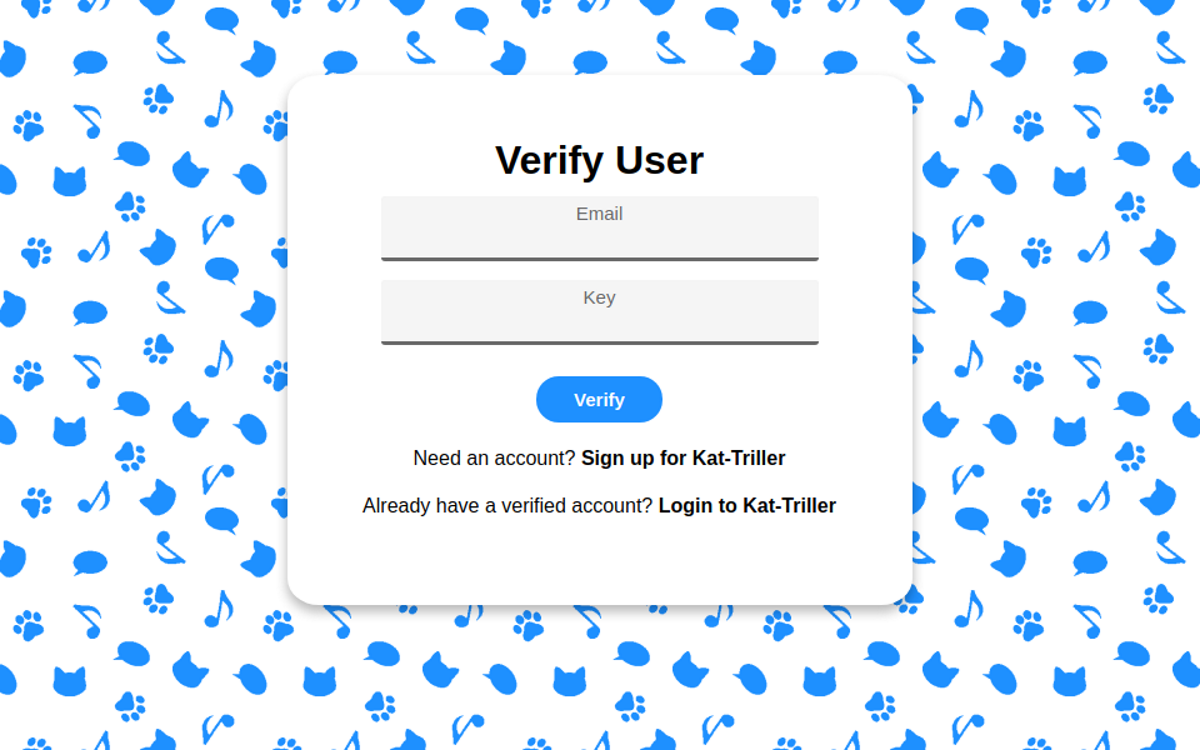 Verify User
Email
Key
Verify
Need an account? Sign up for Kat-Triller
Already have a verified account? Login to Kat-Triller